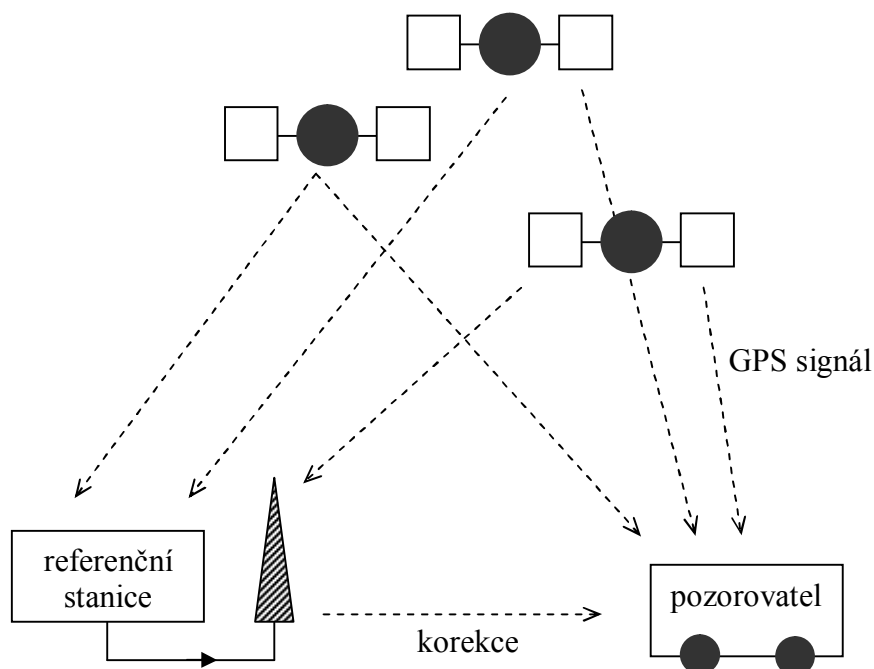 GPS signál
referenční
stanice
pozorovatel
korekce